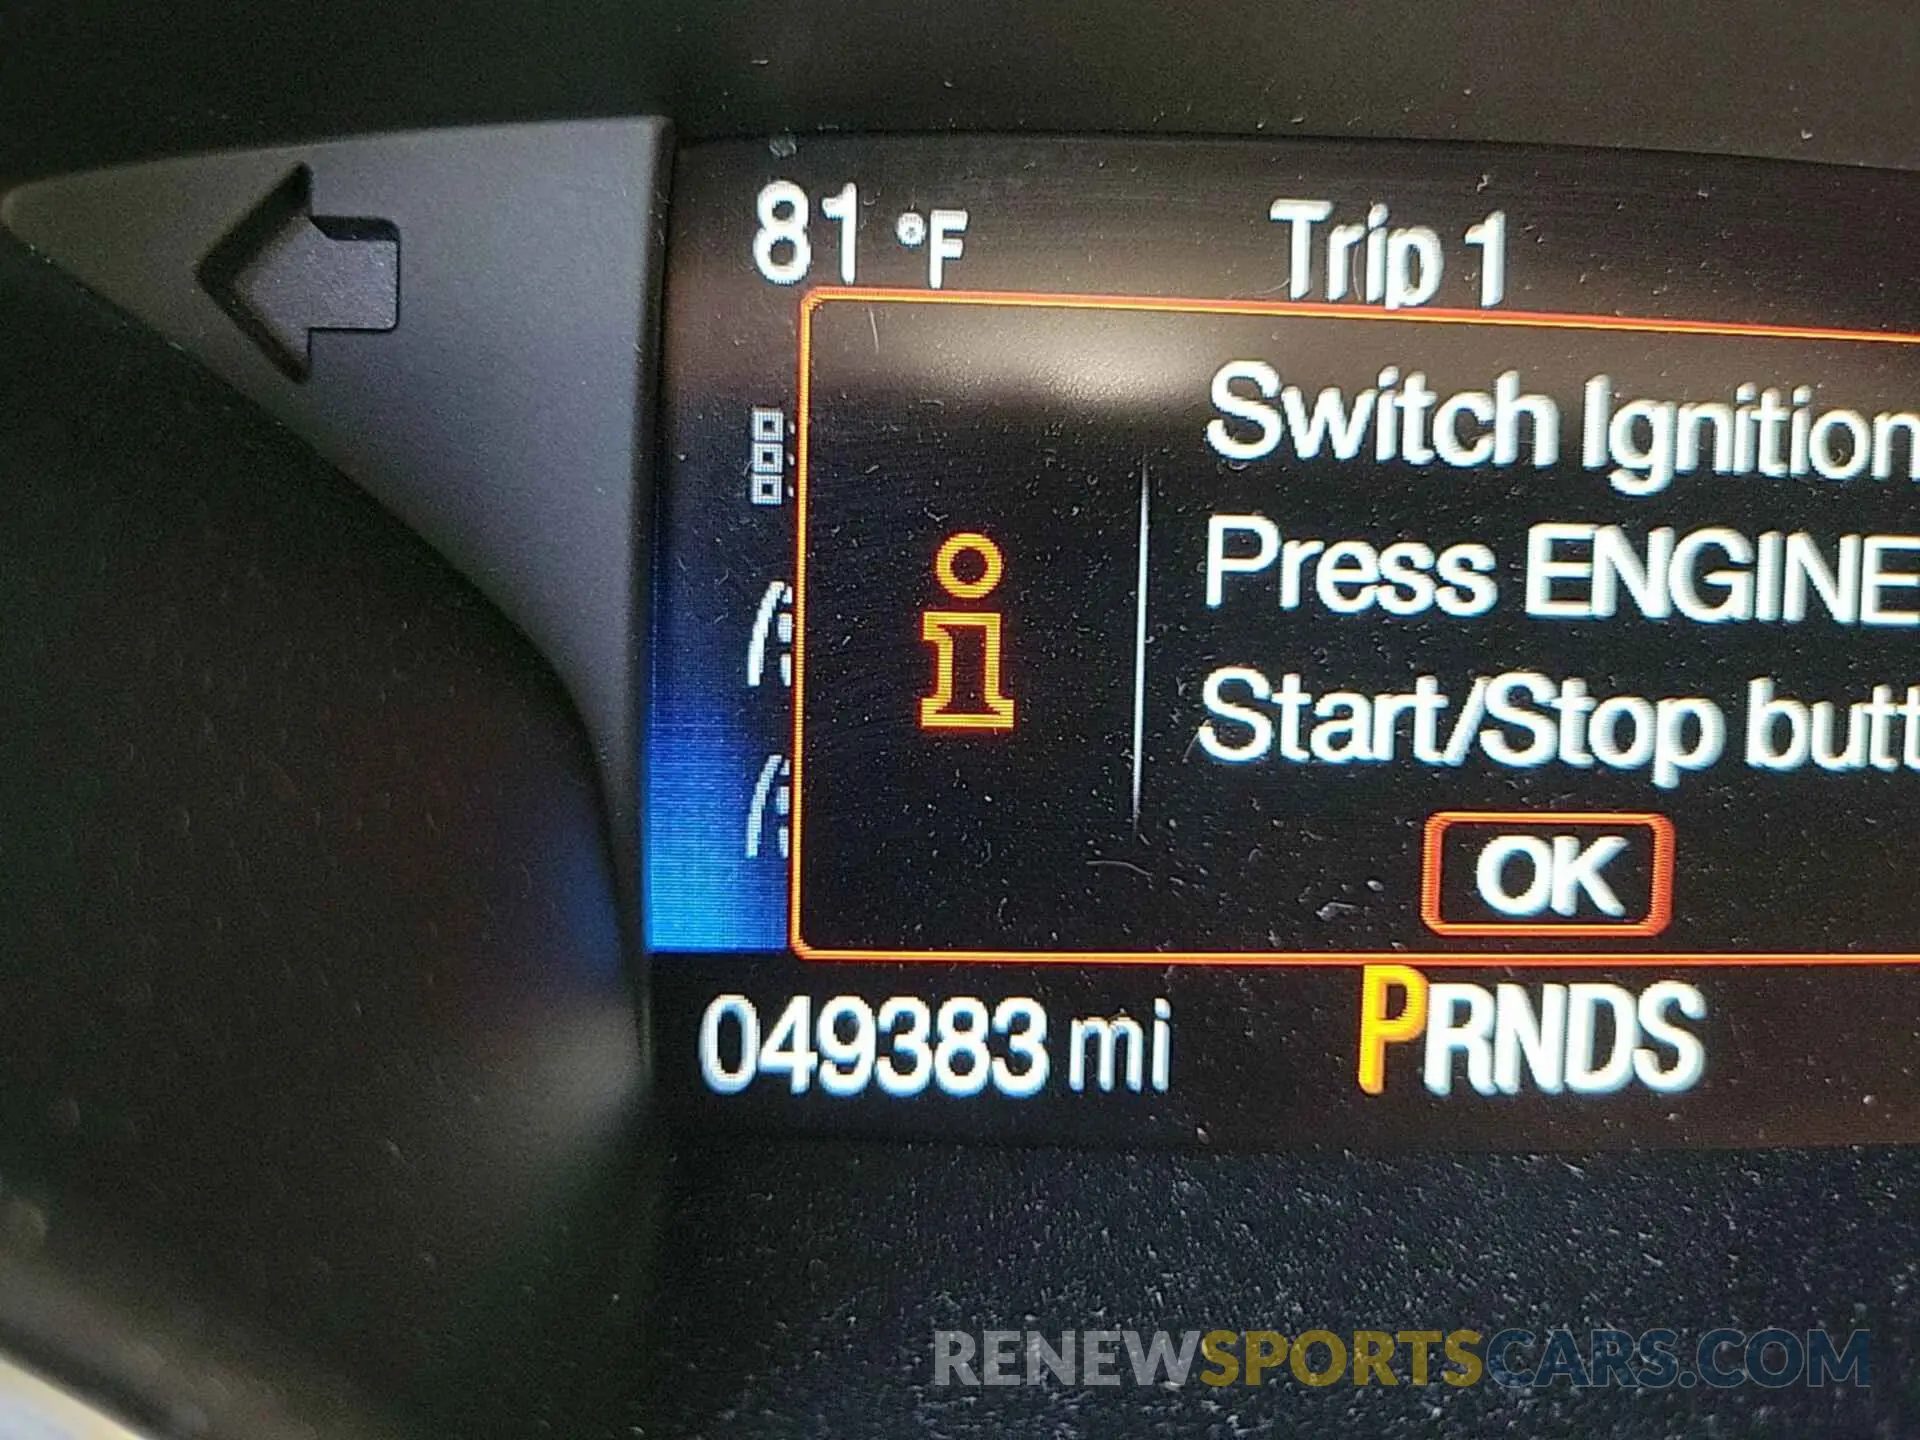 81 °F Trip 1
Switch Ignition
Press ENGINE
Start/Stop butt
OK
049383 mi PRNDS
RENEWSPORTSCARS.COM